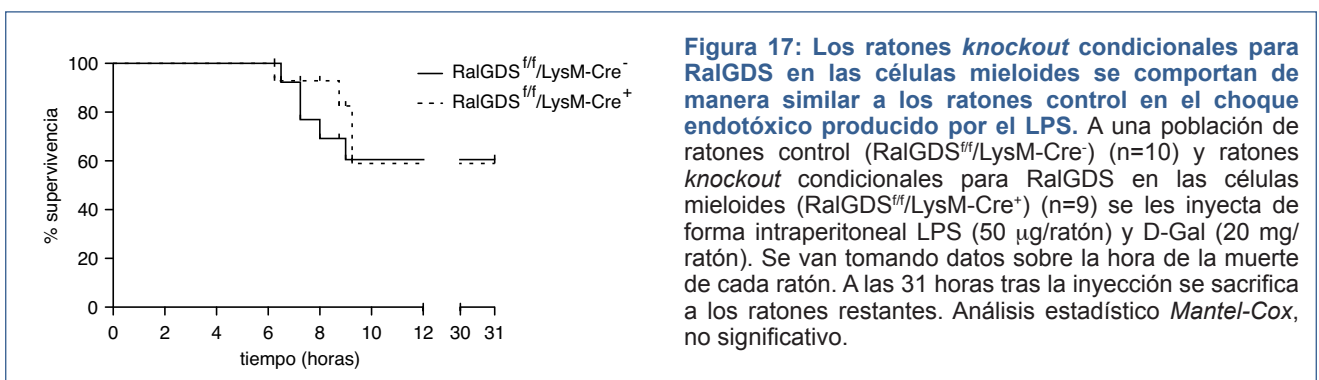 100
80
60
40
20
0
% supervivencia
0 2 4 6 8 10 12 30 31
tiempo (horas)
RalGDS^f/f/LysM-Cre^-
RalGDS^f/f/LysM-Cre^+
Figura 17: Los ratones knockout condicionales para
RalGDS en las células mieloides se comportan de
manera similar a los ratones control en el choque
endotóxico producido por el LPS. A una población de
ratones control (RalGDS^f/f/LysM-Cre^-) (n=10) y ratones
knockout condicionales para RalGDS en las células
mieloides (RalGDS^f/f/LysM-Cre^+) (n=9) se les inyecta de
forma intraperitoneal LPS (50 µg/ratón) y D-Gal (20 mg/
ratón). Se van tomando datos sobre la hora de la muerte
de cada ratón. A las 31 horas tras la inyección se sacrifica
a los ratones restantes. Análisis estadístico Mantel-Cox,
no significativo.